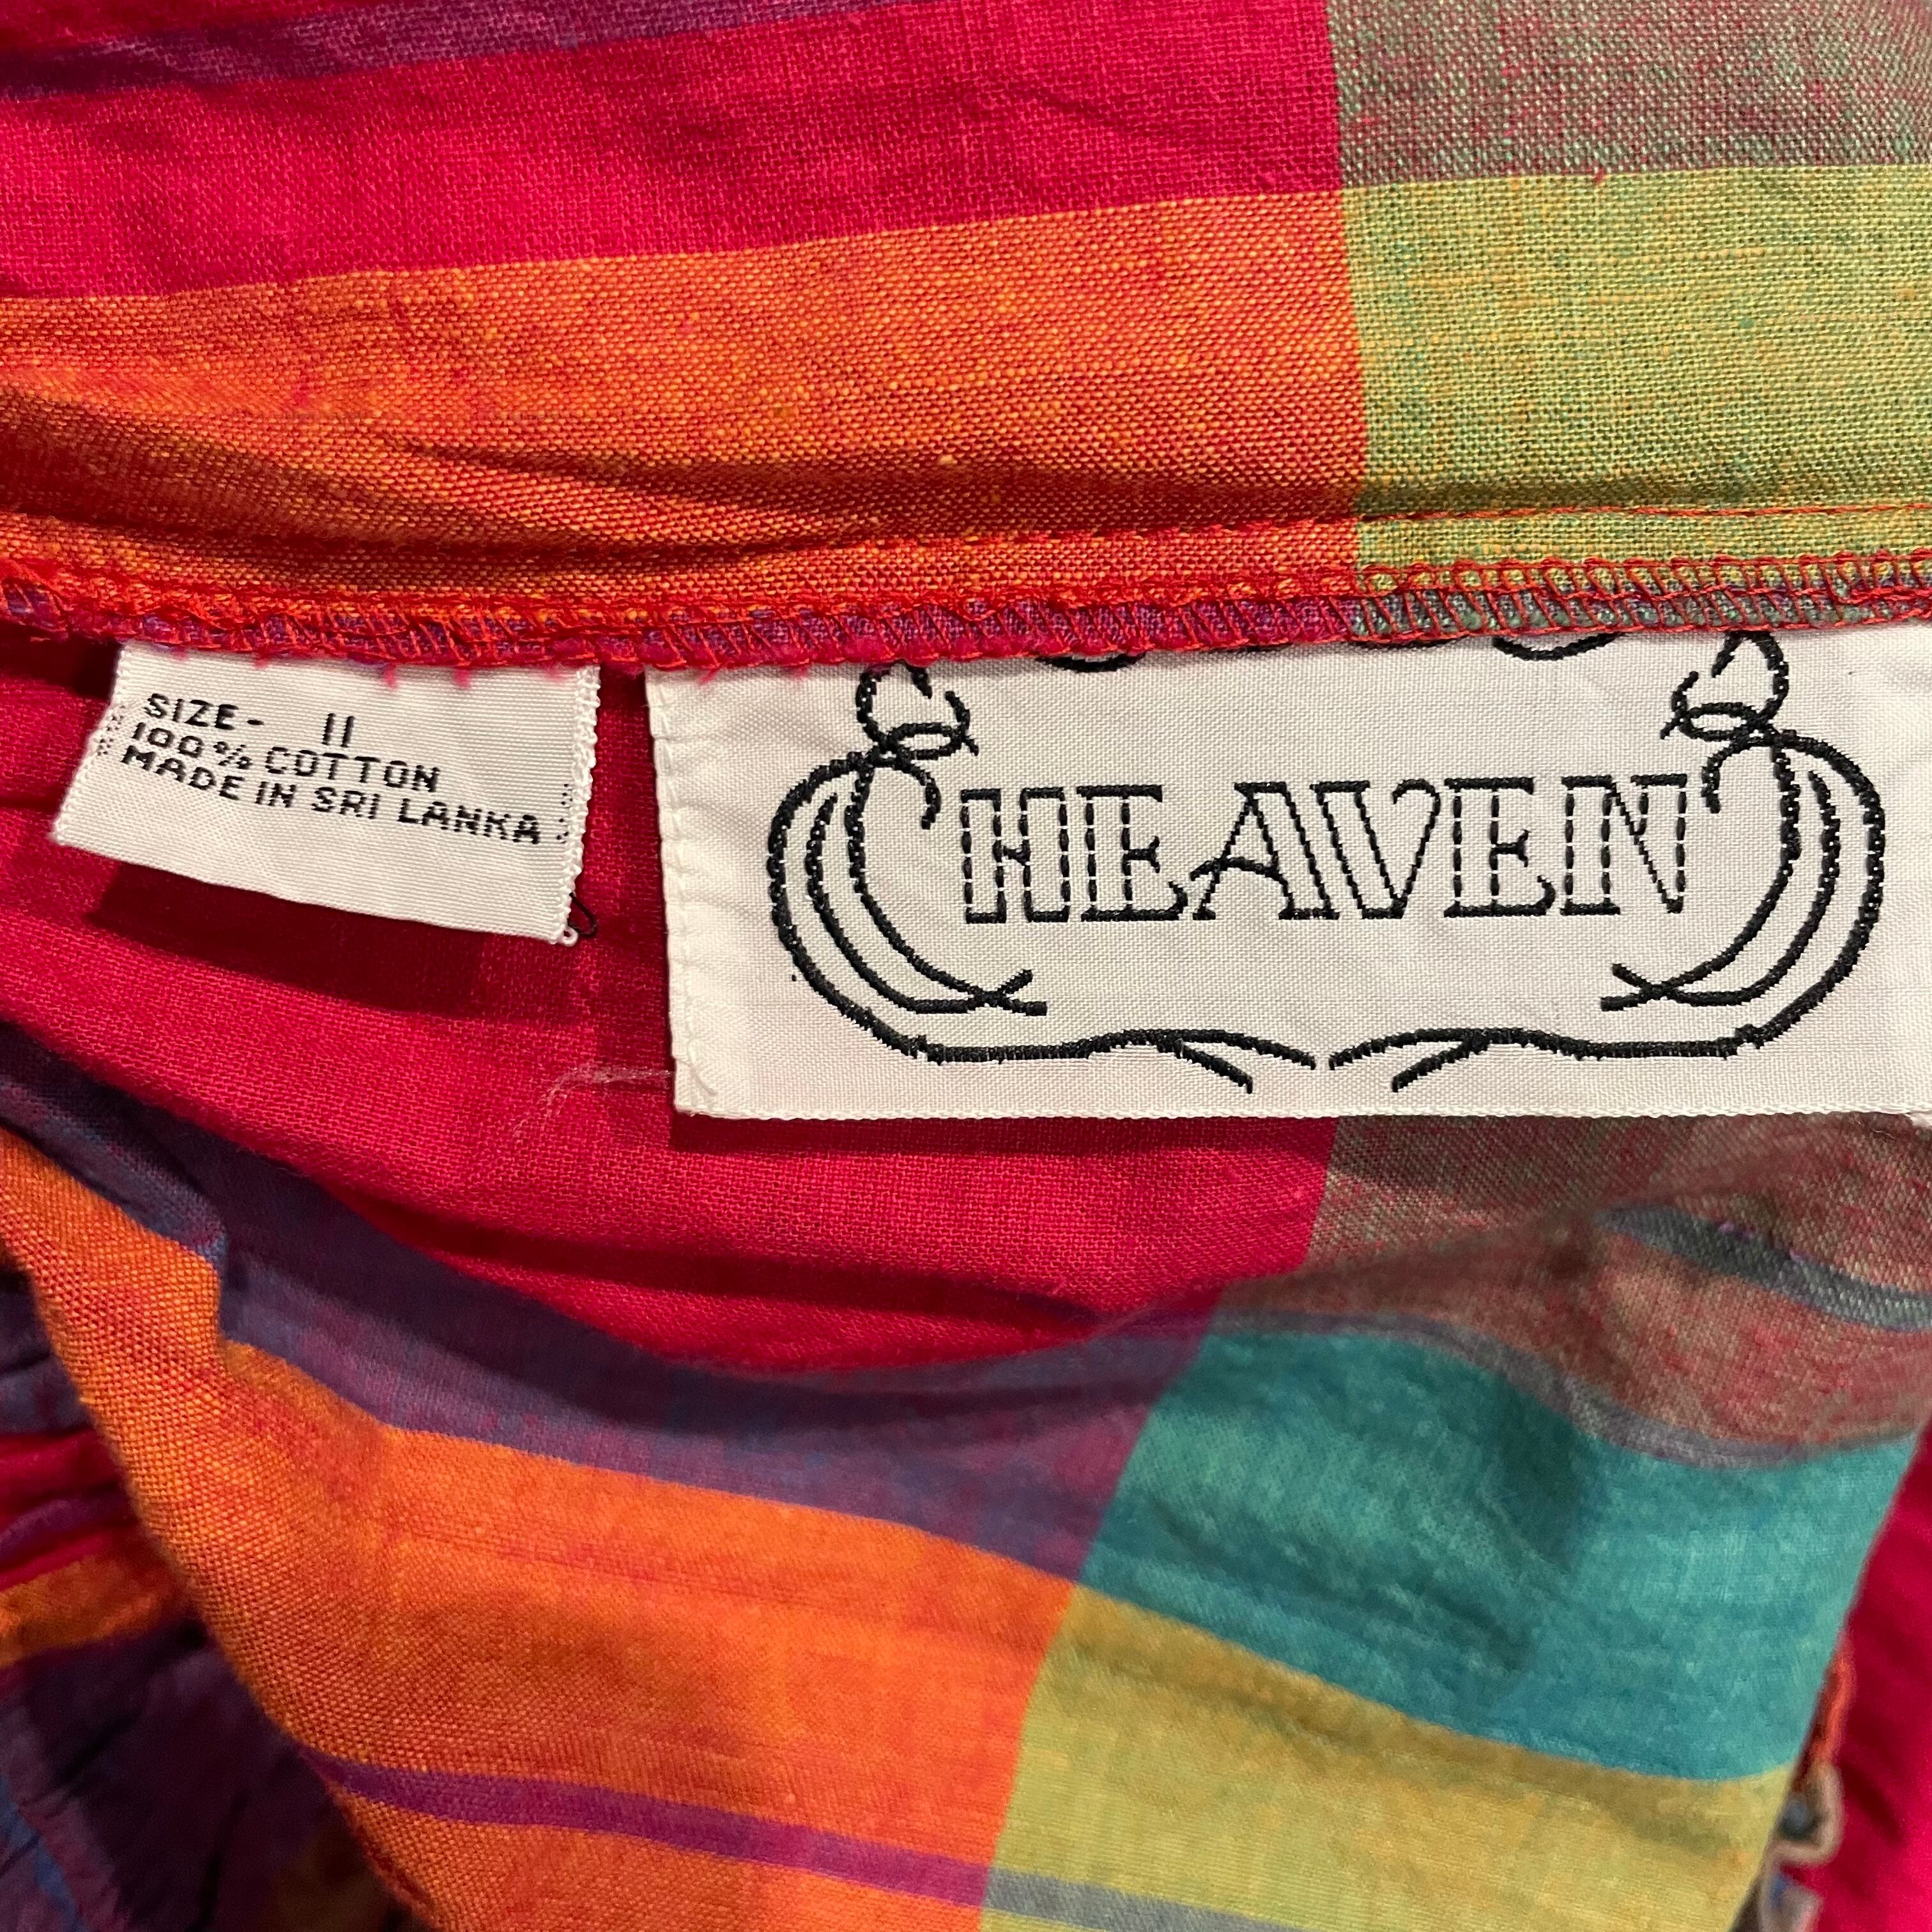 SIZE- 11
100% COTTON
MADE IN SRI LANKA
HEAVEN